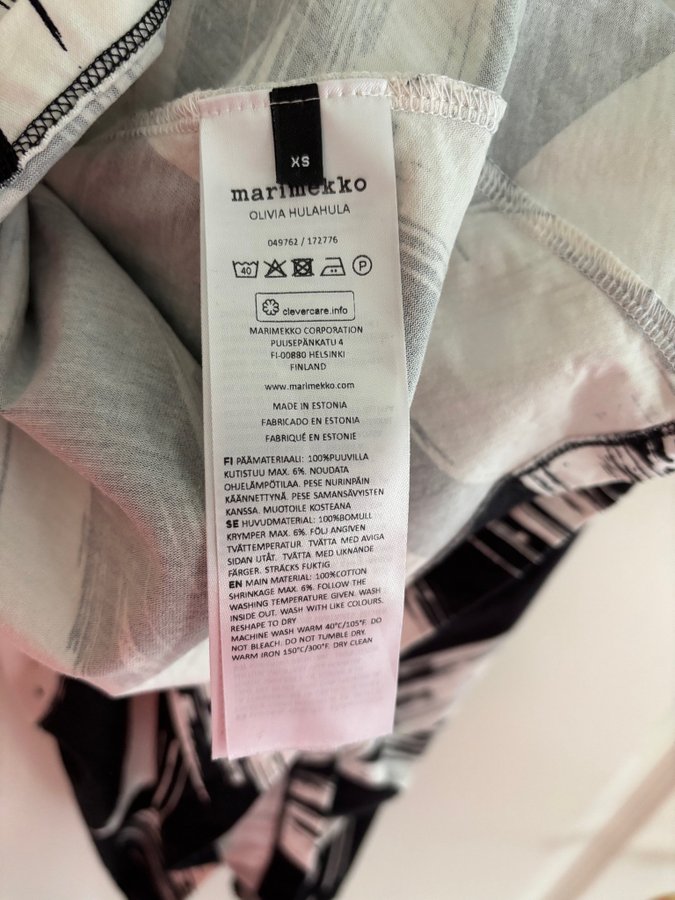 XS
marimekko
OLIVIA HULAHULA
049762 / 172776
40 P
clevercare.info
MARIMEKKO CORPORATION
PUUSEPÄNKATU 4
FI-00880 HELSINKI
FINLAND
www.marimekko.com
MADE IN ESTONIA
FABRICADO EN ESTONIA
FABRIQUÉ EN ESTONIE
FI PÄÄMATERIAALI: 100%PUUVILLA
KUTISTUU MAX. 6%. NOUDATA
OHJELÄMPÖTILAA. PESE NURINPÄIN
KÄÄNNETTYNÄ. PESE SAMANSÄVYISTEN
KANSSA. MUOTOILE KOSTEANA
SE HUVUDMATERIAL: 100%BOMULL
KRYMPER MAX. 6%. FÖLJ ANGIVEN
TVÄTTEMPERATUR. TVÄTTA MED AVIGA
SIDAN UTÅT. TVÄTTA MED LIKNANDE
FÄRGER. STRÄCKS FUKTIG
EN MAIN MATERIAL: 100%COTTON
SHRINKAGE MAX. 6%. FOLLOW THE
WASHING TEMPERATURE GIVEN. WASH
INSIDE OUT. WASH WITH LIKE COLOURS.
RESHAPE TO DRY
MACHINE WASH WARM 40°C/105°F. DO
NOT BLEACH. DO NOT TUMBLE DRY.
WARM IRON 150°C/300°F. DRY CLEAN